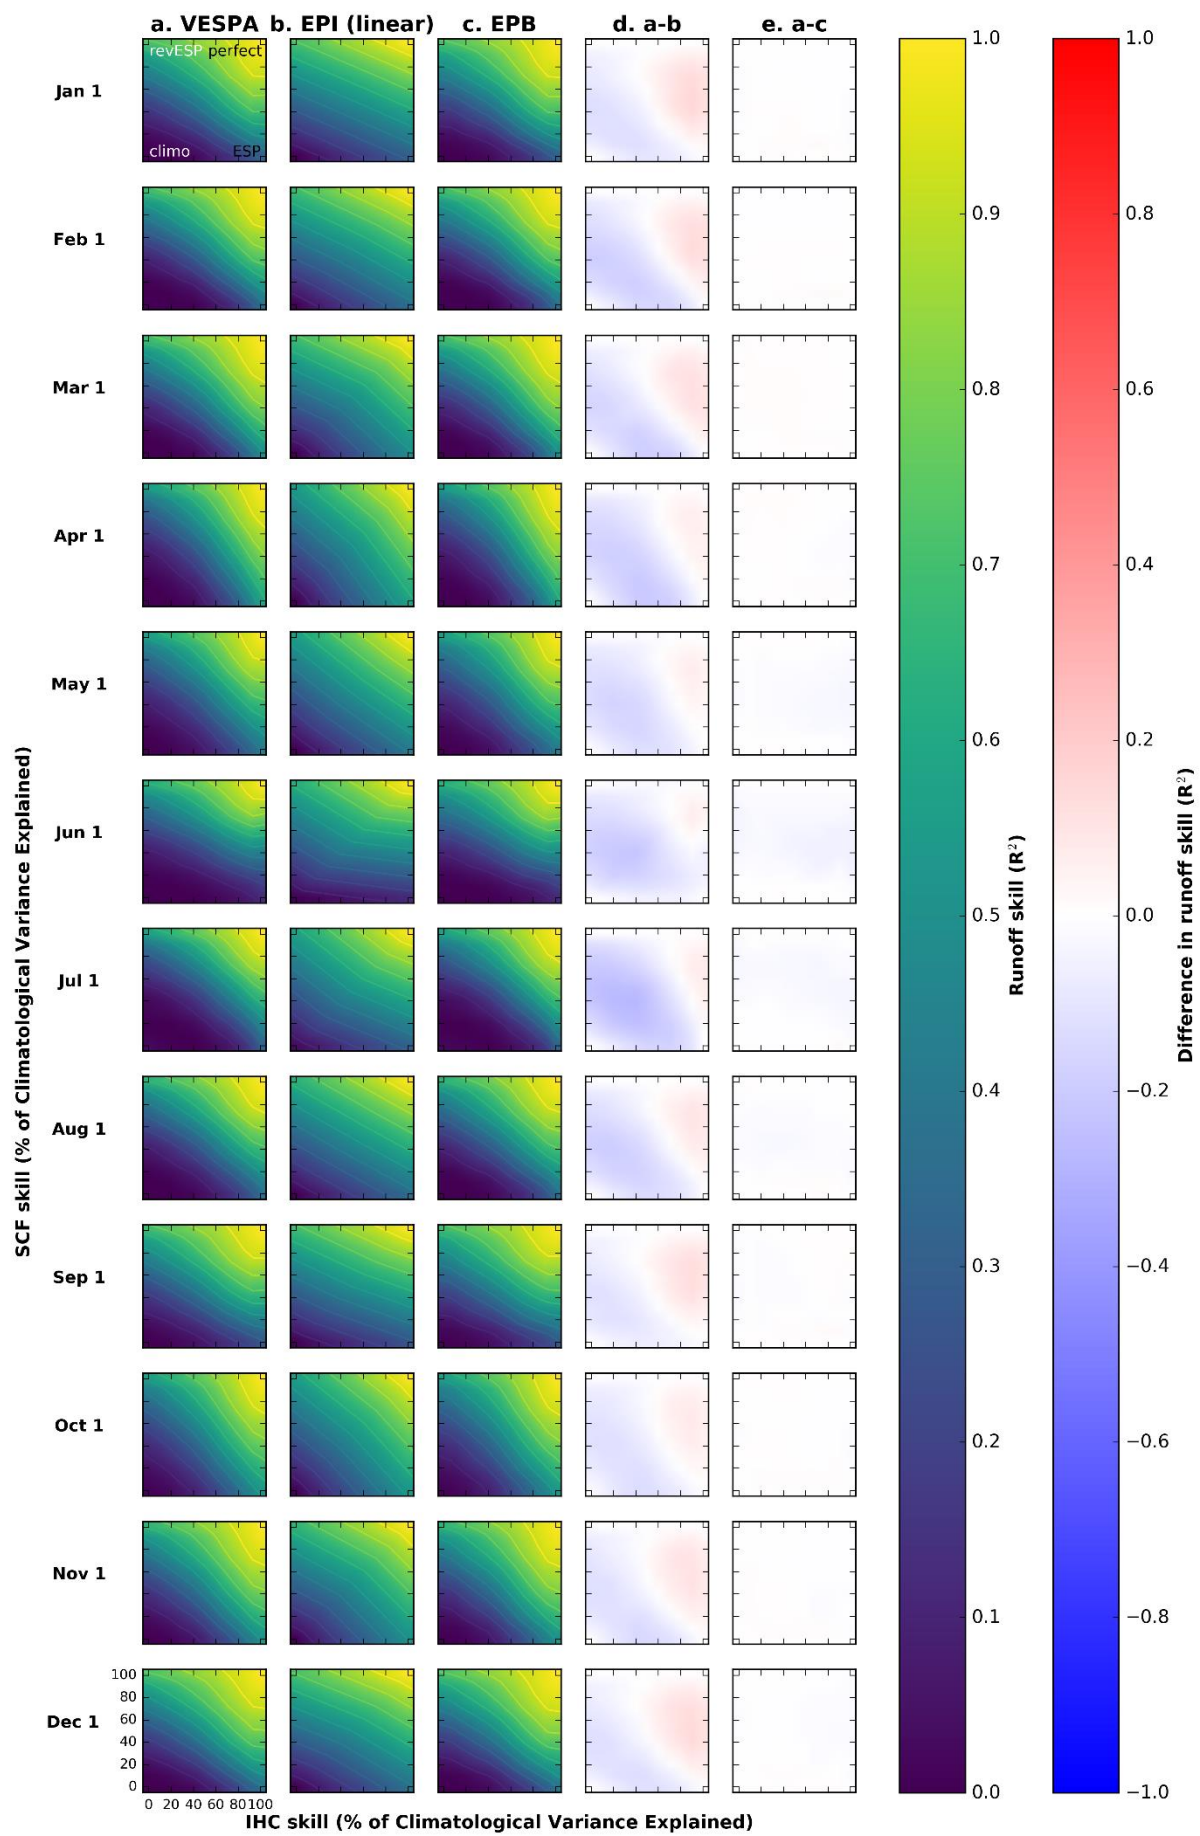 a. VESPA b. EPI (linear) c. EPB d. a-b e. a-c
revESP perfect
climo ESP
Jan 1
Feb 1
Mar 1
Apr 1
May 1
Jun 1
Jul 1
Aug 1
Sep 1
Oct 1
Nov 1
Dec 1
100
80
60
40
20
0
0 20 40 60 80 100
IHC skill (% of Climatological Variance Explained)
SCF skill (% of Climatological Variance Explained)
1.0
0.9
0.8
0.7
0.6
0.5
0.4
0.3
0.2
0.1
0.0
Runoff skill (R²)
1.0
0.8
0.6
0.4
0.2
0.0
−0.2
−0.4
−0.6
−0.8
−1.0
Difference in runoff skill (R²)